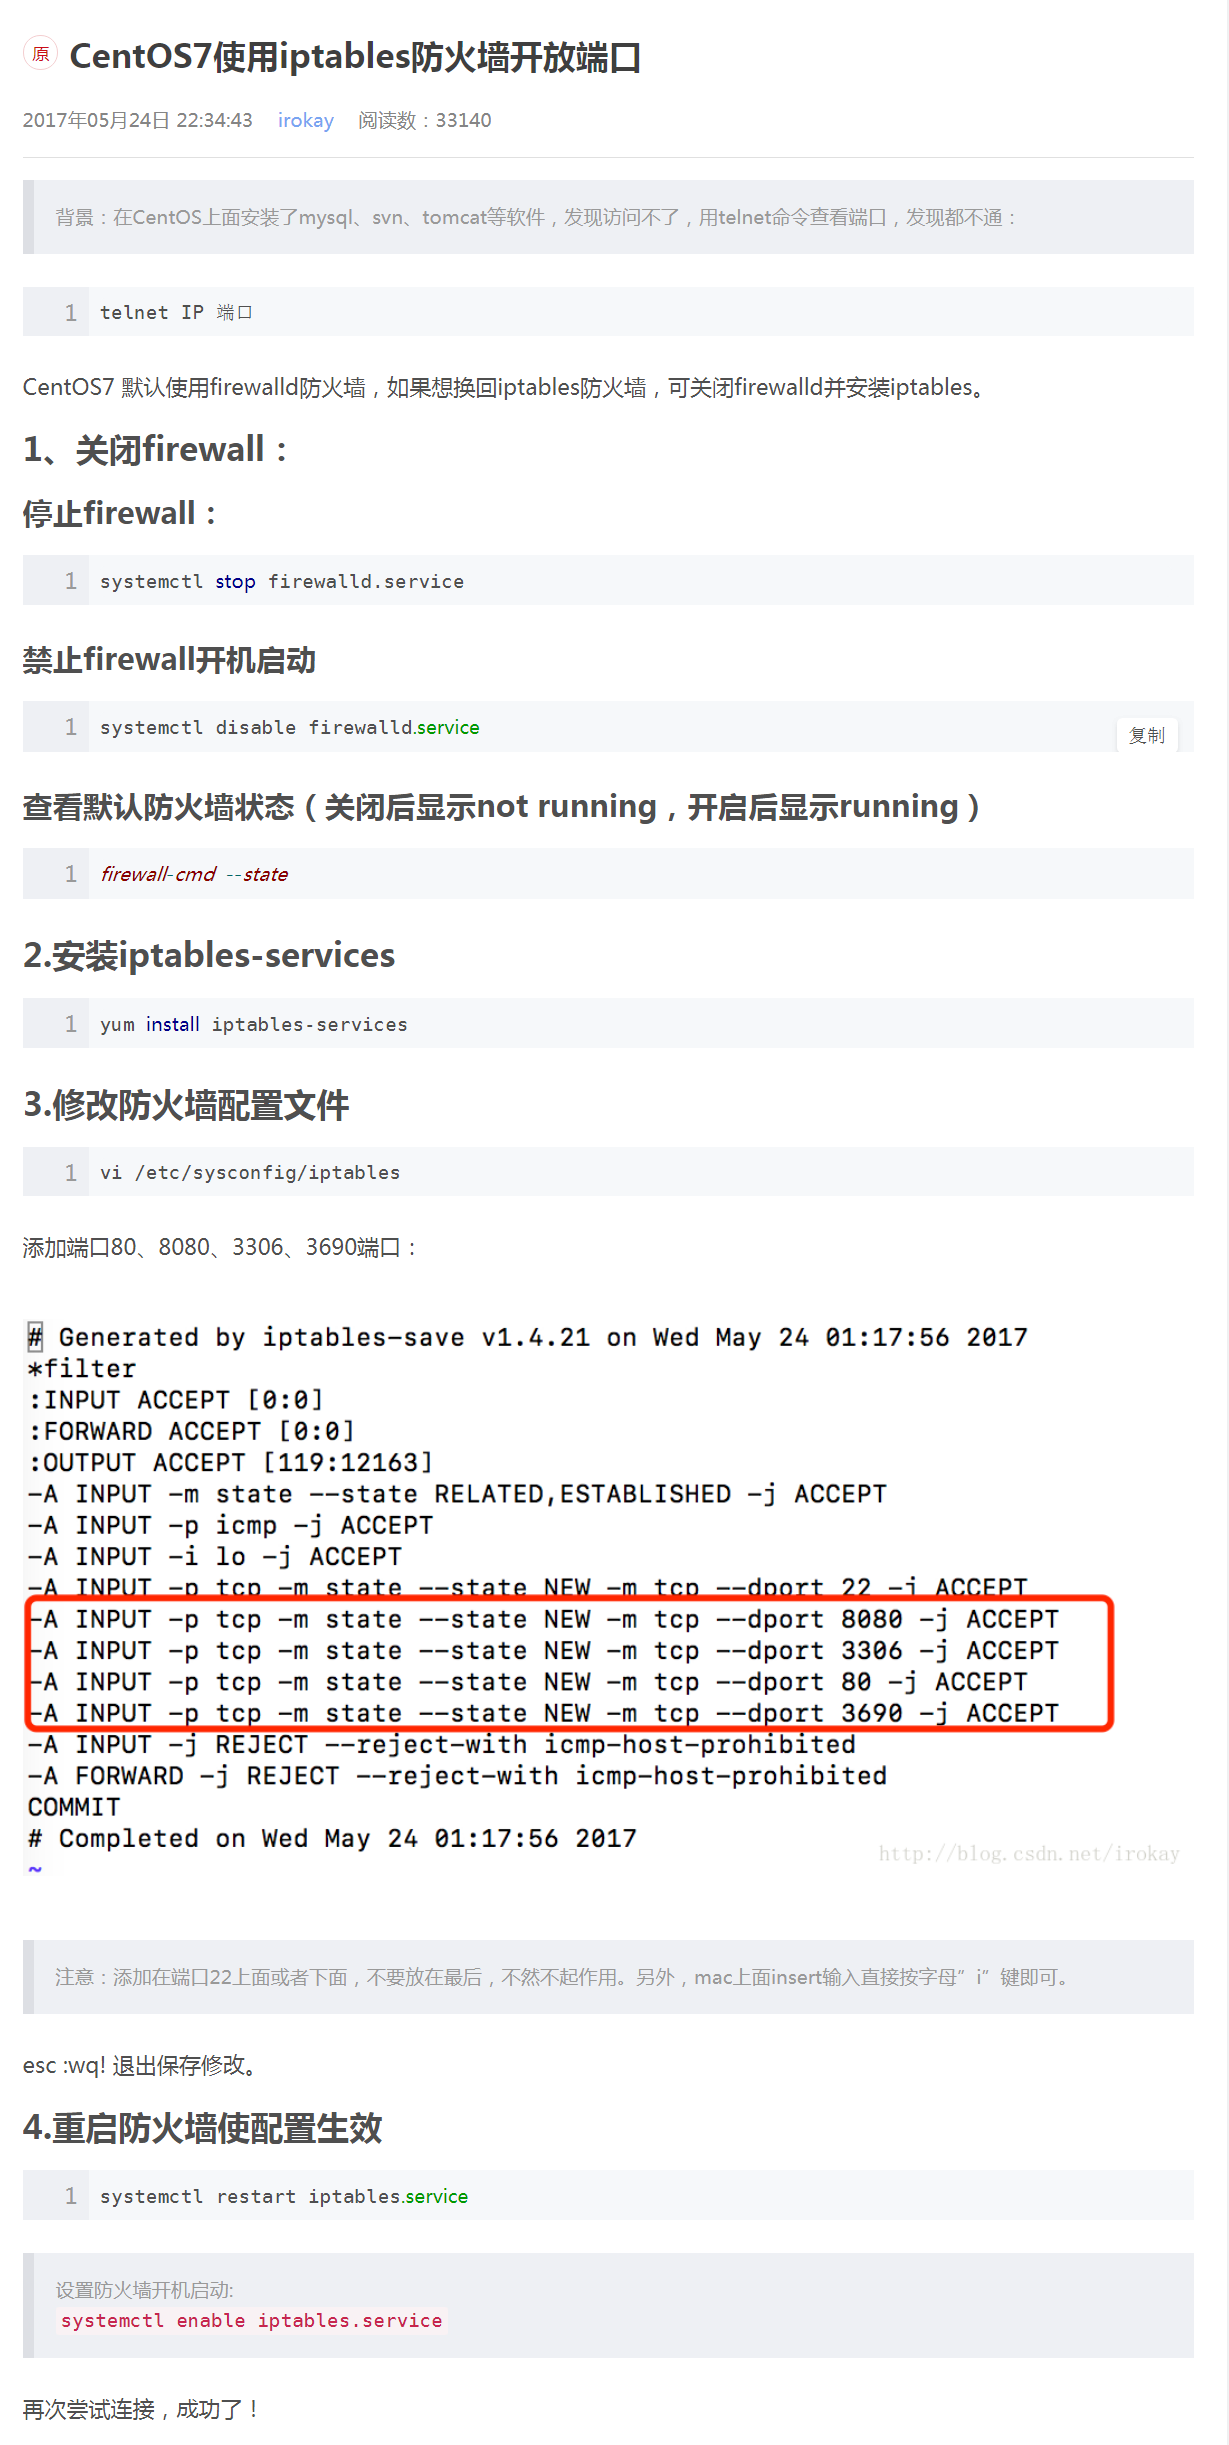 原 CentOS7使用iptables防火墙开放端口
2017年05月24日 22:34:43 irokay 阅读数：33140
背景：在CentOS上面安装了mysql、svn、tomcat等软件，发现访问不了，用telnet命令查看端口，发现都不通：
1 telnet IP 端口
CentOS7 默认使用firewalld防火墙，如果想换回iptables防火墙，可关闭firewalld并安装iptables。
1、关闭firewall：
停止firewall：
1 systemctl stop firewalld.service
禁止firewall开机启动
1 systemctl disable firewalld.service
复制
查看默认防火墙状态（关闭后显示not running，开启后显示running）
1 firewall-cmd --state
2.安装iptables-services
1 yum install iptables-services
3.修改防火墙配置文件
1 vi /etc/sysconfig/iptables
添加端口80、8080、3306、3690端口：
# Generated by iptables-save v1.4.21 on Wed May 24 01:17:56 2017
*filter
:INPUT ACCEPT [0:0]
:FORWARD ACCEPT [0:0]
:OUTPUT ACCEPT [119:12163]
-A INPUT -m state --state RELATED,ESTABLISHED -j ACCEPT
-A INPUT -p icmp -j ACCEPT
-A INPUT -i lo -j ACCEPT
-A INPUT -p tcp -m state --state NEW -m tcp --dport 22 -j ACCEPT
-A INPUT -p tcp -m state --state NEW -m tcp --dport 8080 -j ACCEPT
-A INPUT -p tcp -m state --state NEW -m tcp --dport 3306 -j ACCEPT
-A INPUT -p tcp -m state --state NEW -m tcp --dport 80 -j ACCEPT
-A INPUT -p tcp -m state --state NEW -m tcp --dport 3690 -j ACCEPT
-A INPUT -j REJECT --reject-with icmp-host-prohibited
-A FORWARD -j REJECT --reject-with icmp-host-prohibited
COMMIT
# Completed on Wed May 24 01:17:56 2017
http://blog.csdn.net/irokay
~
注意：添加在端口22上面或者下面，不要放在最后，不然不起作用。另外，mac上面insert输入直接按字母”i”键即可。
esc :wq! 退出保存修改。
4.重启防火墙使配置生效
1 systemctl restart iptables.service
设置防火墙开机启动:
systemctl enable iptables.service
再次尝试连接，成功了！